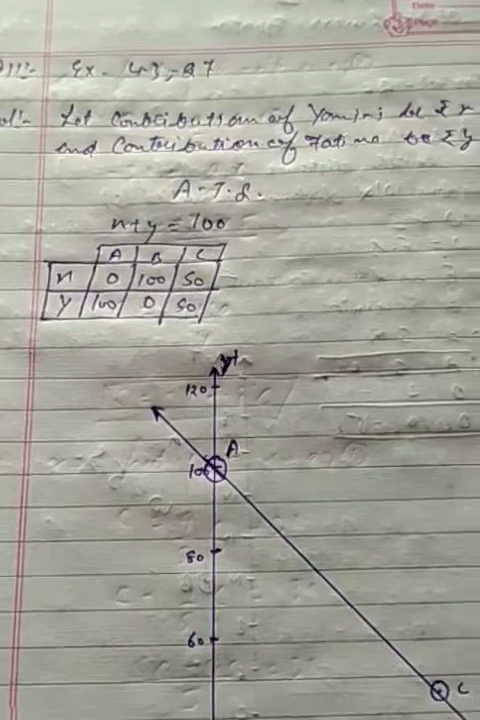 Ex - 4.3, Q7
Sol:- Let Contribution of Yamini be ₹ x
and Contribution of Fatima be ₹ y
A.T.Q.
x + y = 100
A B C
x 0 100 50
y 100 0 50
y
120
A
100
80
60
C